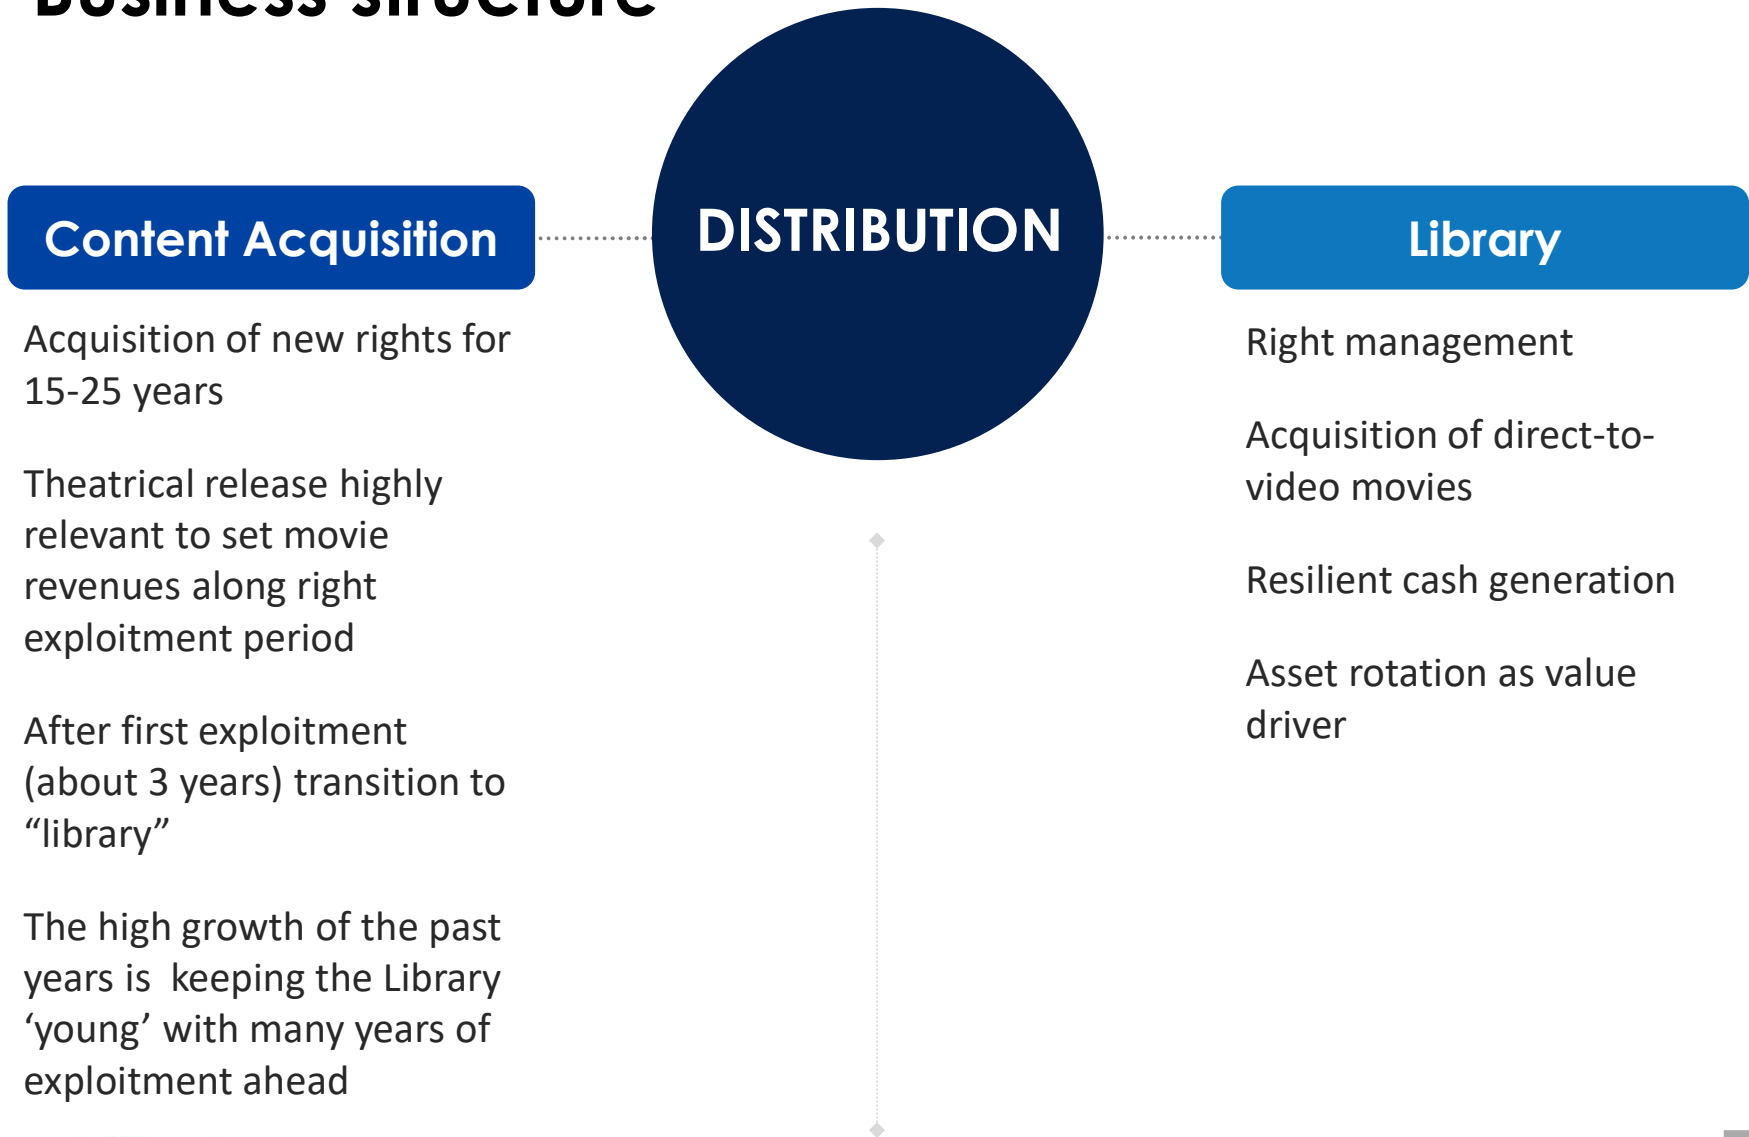 Business structure
DISTRIBUTION
Content Acquisition
Acquisition of new rights for
15-25 years
Theatrical release highly
relevant to set movie
revenues along right
exploitment period
After first exploitment
(about 3 years) transition to
“library”
The high growth of the past
years is  keeping the Library
‘young’ with many years of
exploitment ahead
Library
Right management
Acquisition of direct-to-
video movies
Resilient cash generation
Asset rotation as value
driver